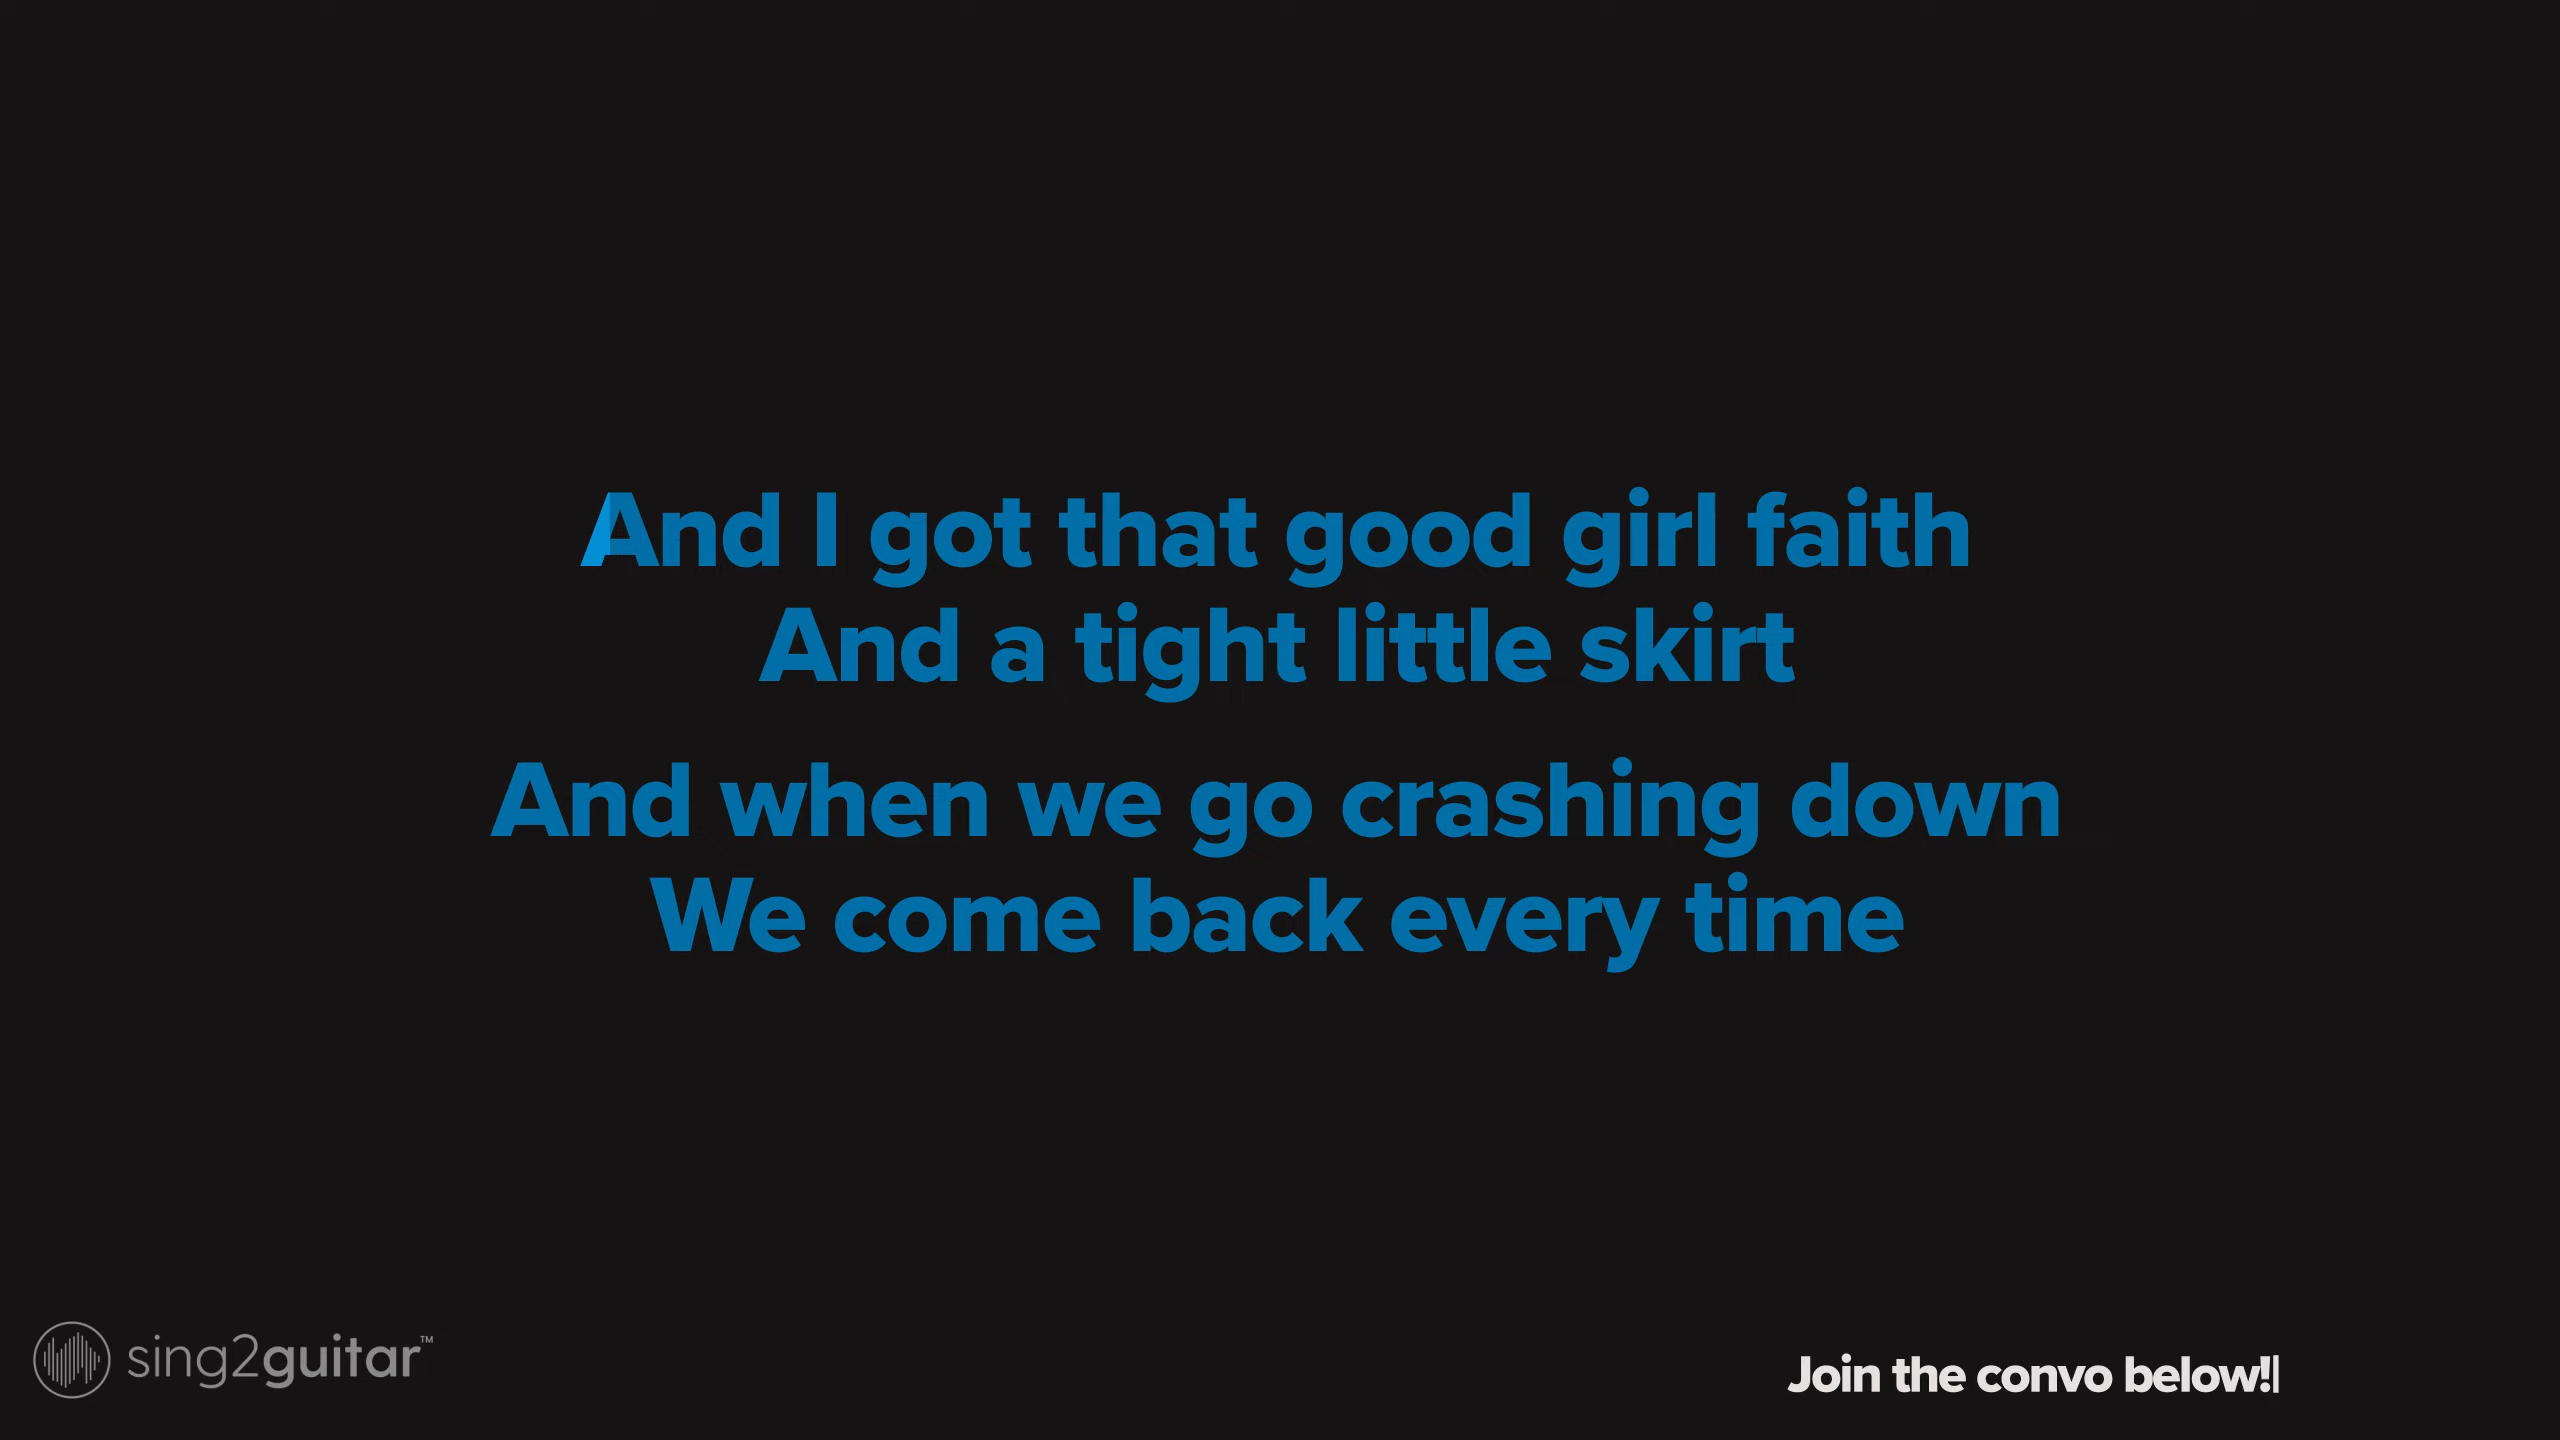 And I got that good girl faith
And a tight little skirt
And when we go crashing down
We come back every time
sing2guitar™
Join the convo below!